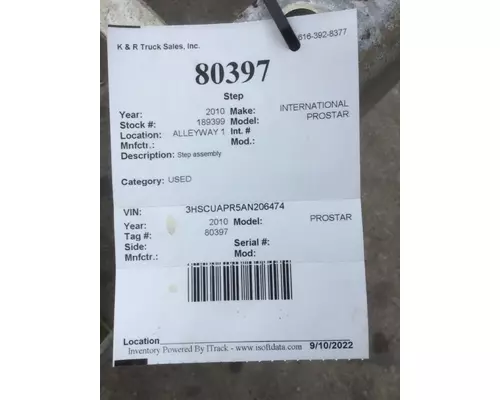 K & R Truck Sales, Inc. 616-392-8377
80397
Step
Year: 2010 Make: INTERNATIONAL
Stock #: 189399 Model: PROSTAR
Location: ALLEYWAY 1 Int. #
Mnfctr.: Mod.:
Description: Step assembly
Category: USED
VIN: 3HSCUAPR5AN206474
Year: 2010 Model: PROSTAR
Tag #: 80397
Side: Serial #:
Mnfctr.: Mod:
Location
Inventory Powered By ITrack - www.isoftdata.com 9/10/2022